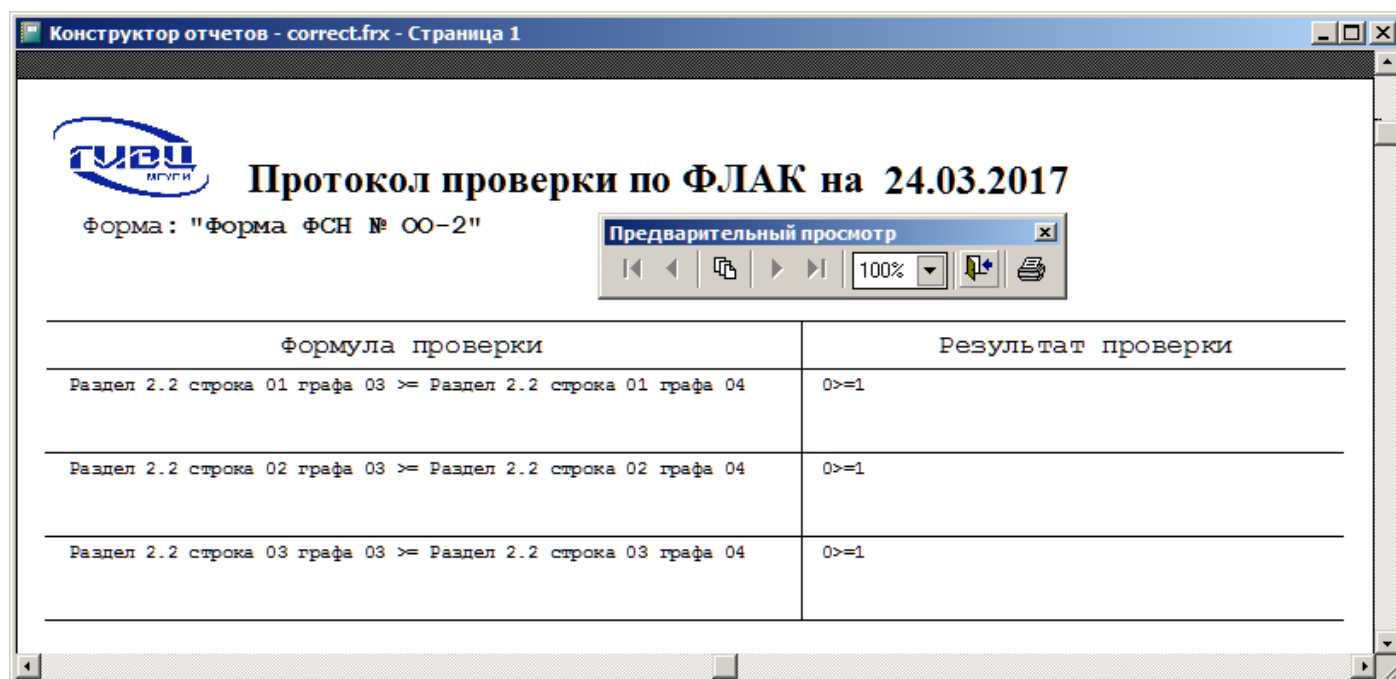 Конструктор отчетов - correct.frx - Страница 1
ГИВЦ
МГУПИ
Протокол проверки по ФЛАК на 24.03.2017
Форма: "Форма ФСН № ОО-2"
Предварительный просмотр
100%
Формула проверки Результат проверки
Раздел 2.2 строка 01 графа 03 >= Раздел 2.2 строка 01 графа 04 0>=1
Раздел 2.2 строка 02 графа 03 >= Раздел 2.2 строка 02 графа 04 0>=1
Раздел 2.2 строка 03 графа 03 >= Раздел 2.2 строка 03 графа 04 0>=1